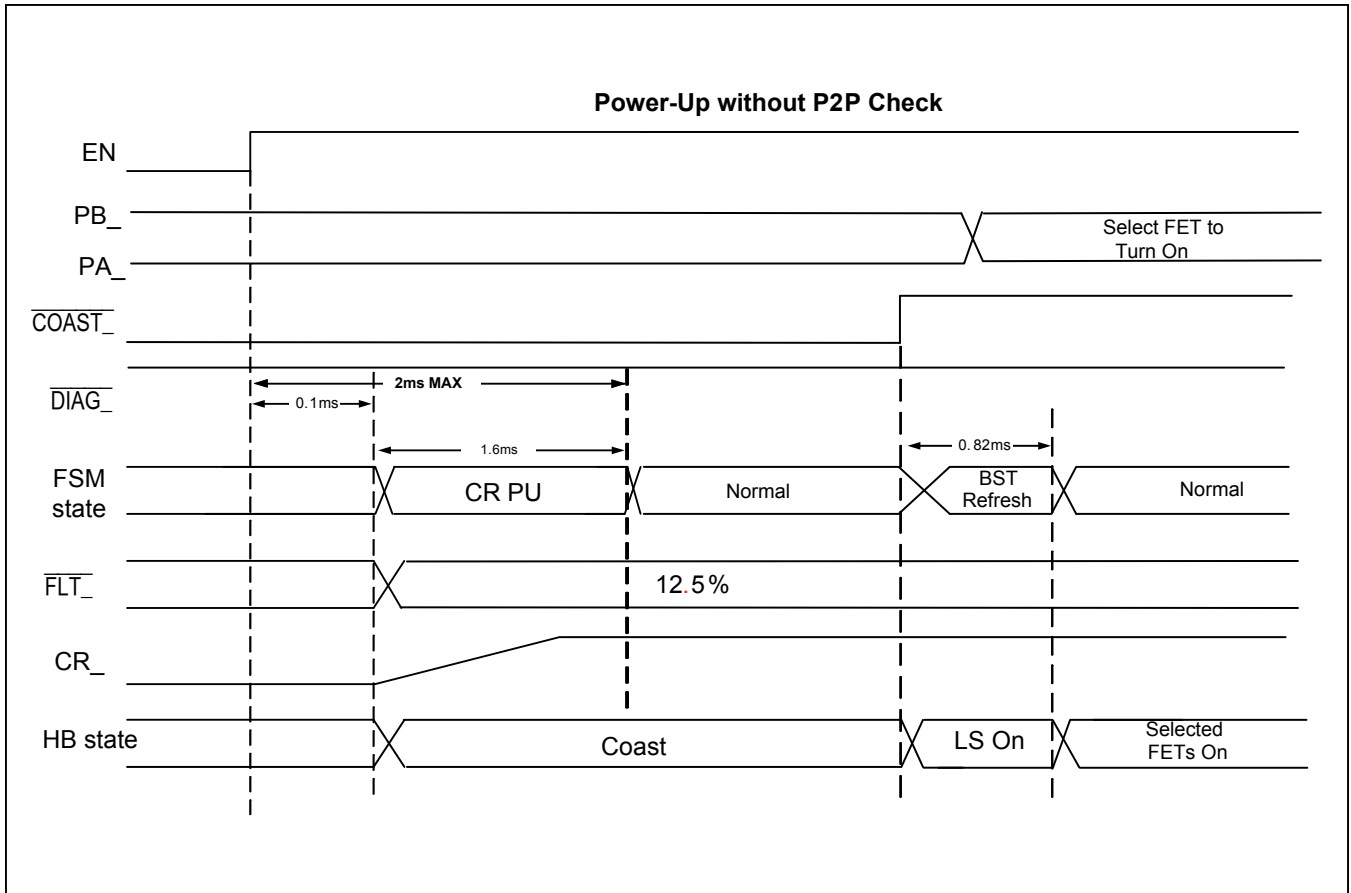 Power-Up without P2P Check
EN
PB_
PA_
Select FET to
Turn On
COAST_
DIAG_
2ms MAX
0.1ms
1.6ms
0.82ms
FSM
state
CR PU
Normal
BST
Refresh
Normal
FLT_
12.5%
CR_
HB state
Coast
LS On
Selected
FETs On